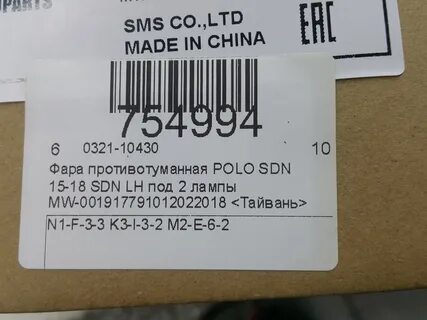 SMS CO.,LTD
MADE IN CHINA
EAC
754994
6 0321-10430 10
Фара противотуманная POLO SDN
15-18 SDN LH под 2 лампы
MW-001917791012022018 <Тайвань>
N1-F-3-3 K3-I-3-2 M2-E-6-2